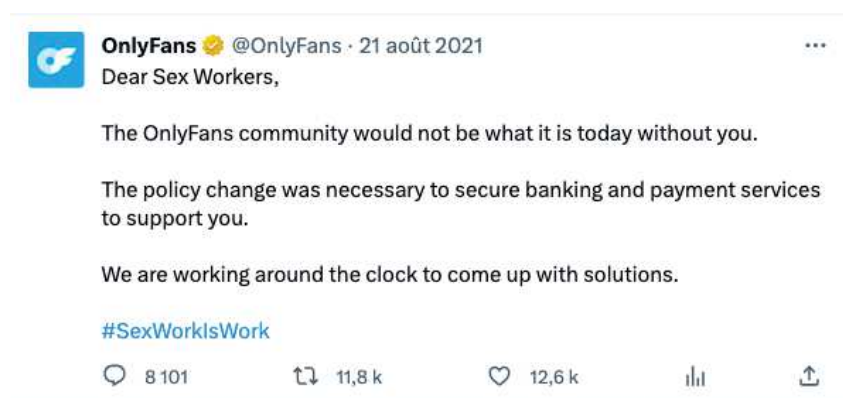 OnlyFans @OnlyFans · 21 août 2021
Dear Sex Workers,
The OnlyFans community would not be what it is today without you.
The policy change was necessary to secure banking and payment services
to support you.
We are working around the clock to come up with solutions.
#SexWorkIsWork
8 101 11,8 k 12,6 k